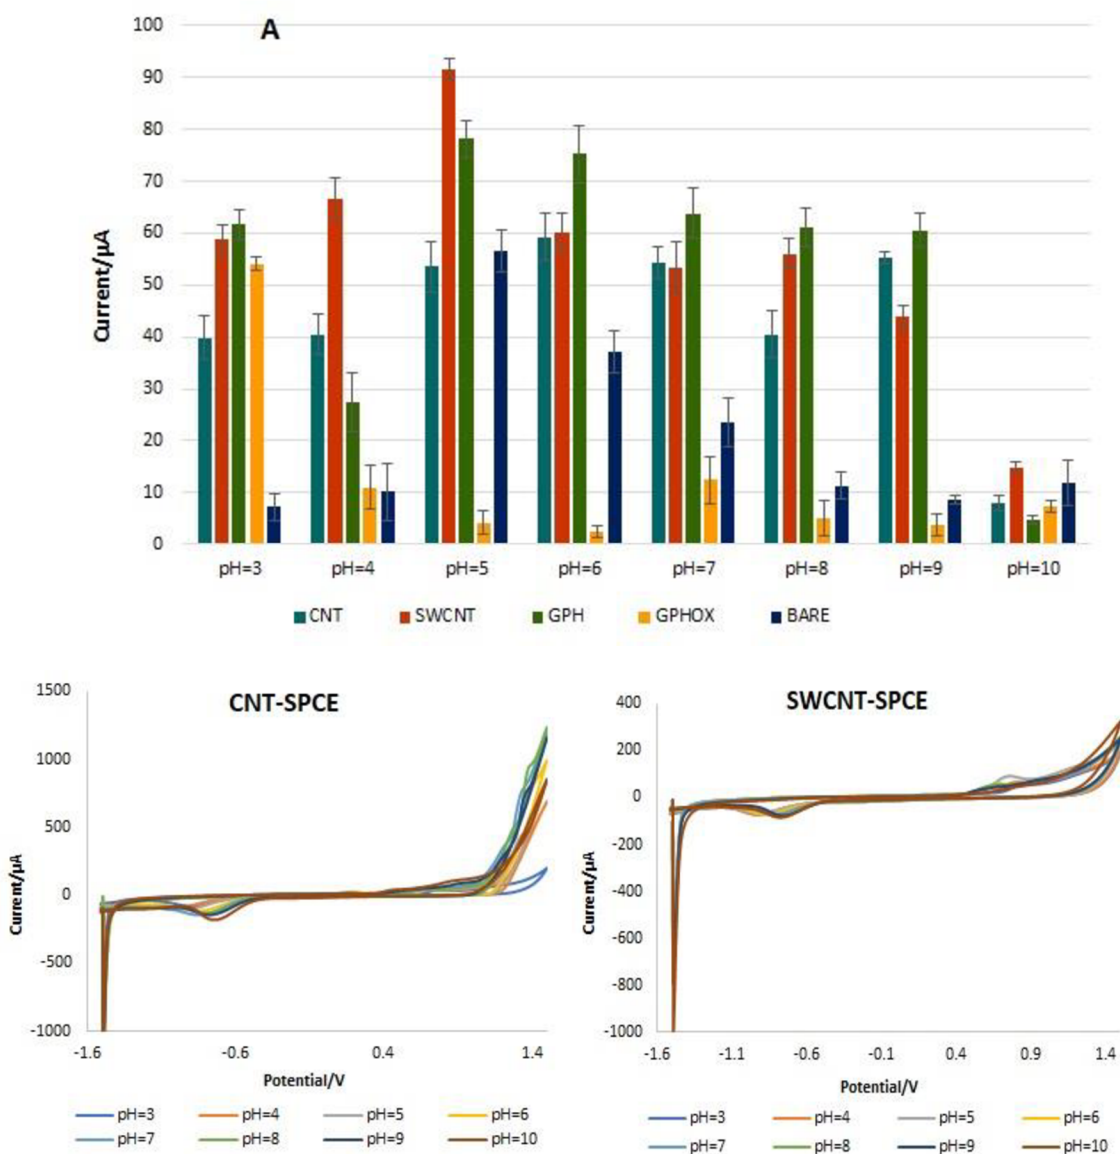 A
100
90
80
70
60
50
40
30
20
10
0
Current/µA
pH=3 pH=4 pH=5 pH=6 pH=7 pH=8 pH=9 pH=10
CNT SWCNT GPH GPHOX BARE
CNT-SPCE
1500
1000
500
0
-500
-1000
Current/µA
-1.6 -0.6 0.4 1.4
Potential/V
pH=3 pH=4 pH=5 pH=6
pH=7 pH=8 pH=9 pH=10
SWCNT-SPCE
400
200
0
-200
-400
-600
-800
-1000
Current/µA
-1.6 -1.1 -0.6 -0.1 0.4 0.9 1.4
Potential/V
pH=3 pH=4 pH=5 pH=6
pH=7 pH=8 pH=9 pH=10